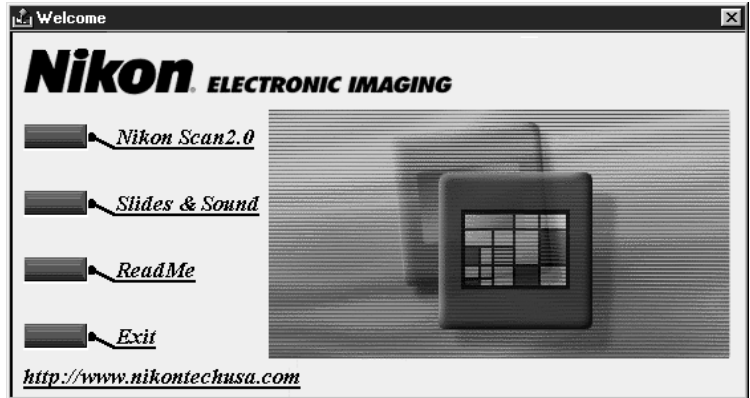 Welcome
Nikon® ELECTRONIC IMAGING
Nikon Scan2.0
Slides & Sound
ReadMe
Exit
http://www.nikontechusa.com